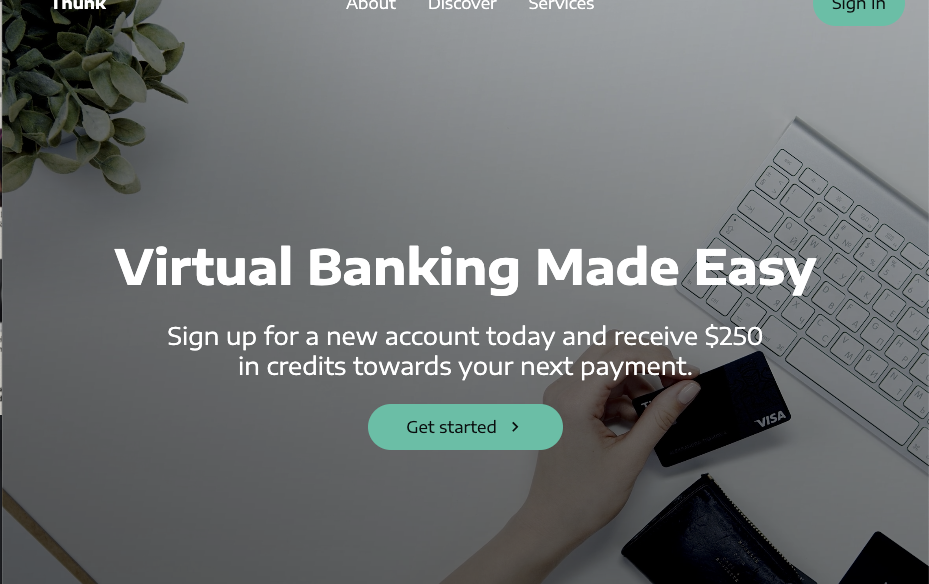 Thunk
About Discover Services
Sign In
Virtual Banking Made Easy
Sign up for a new account today and receive $250
in credits towards your next payment.
Get started
VISA